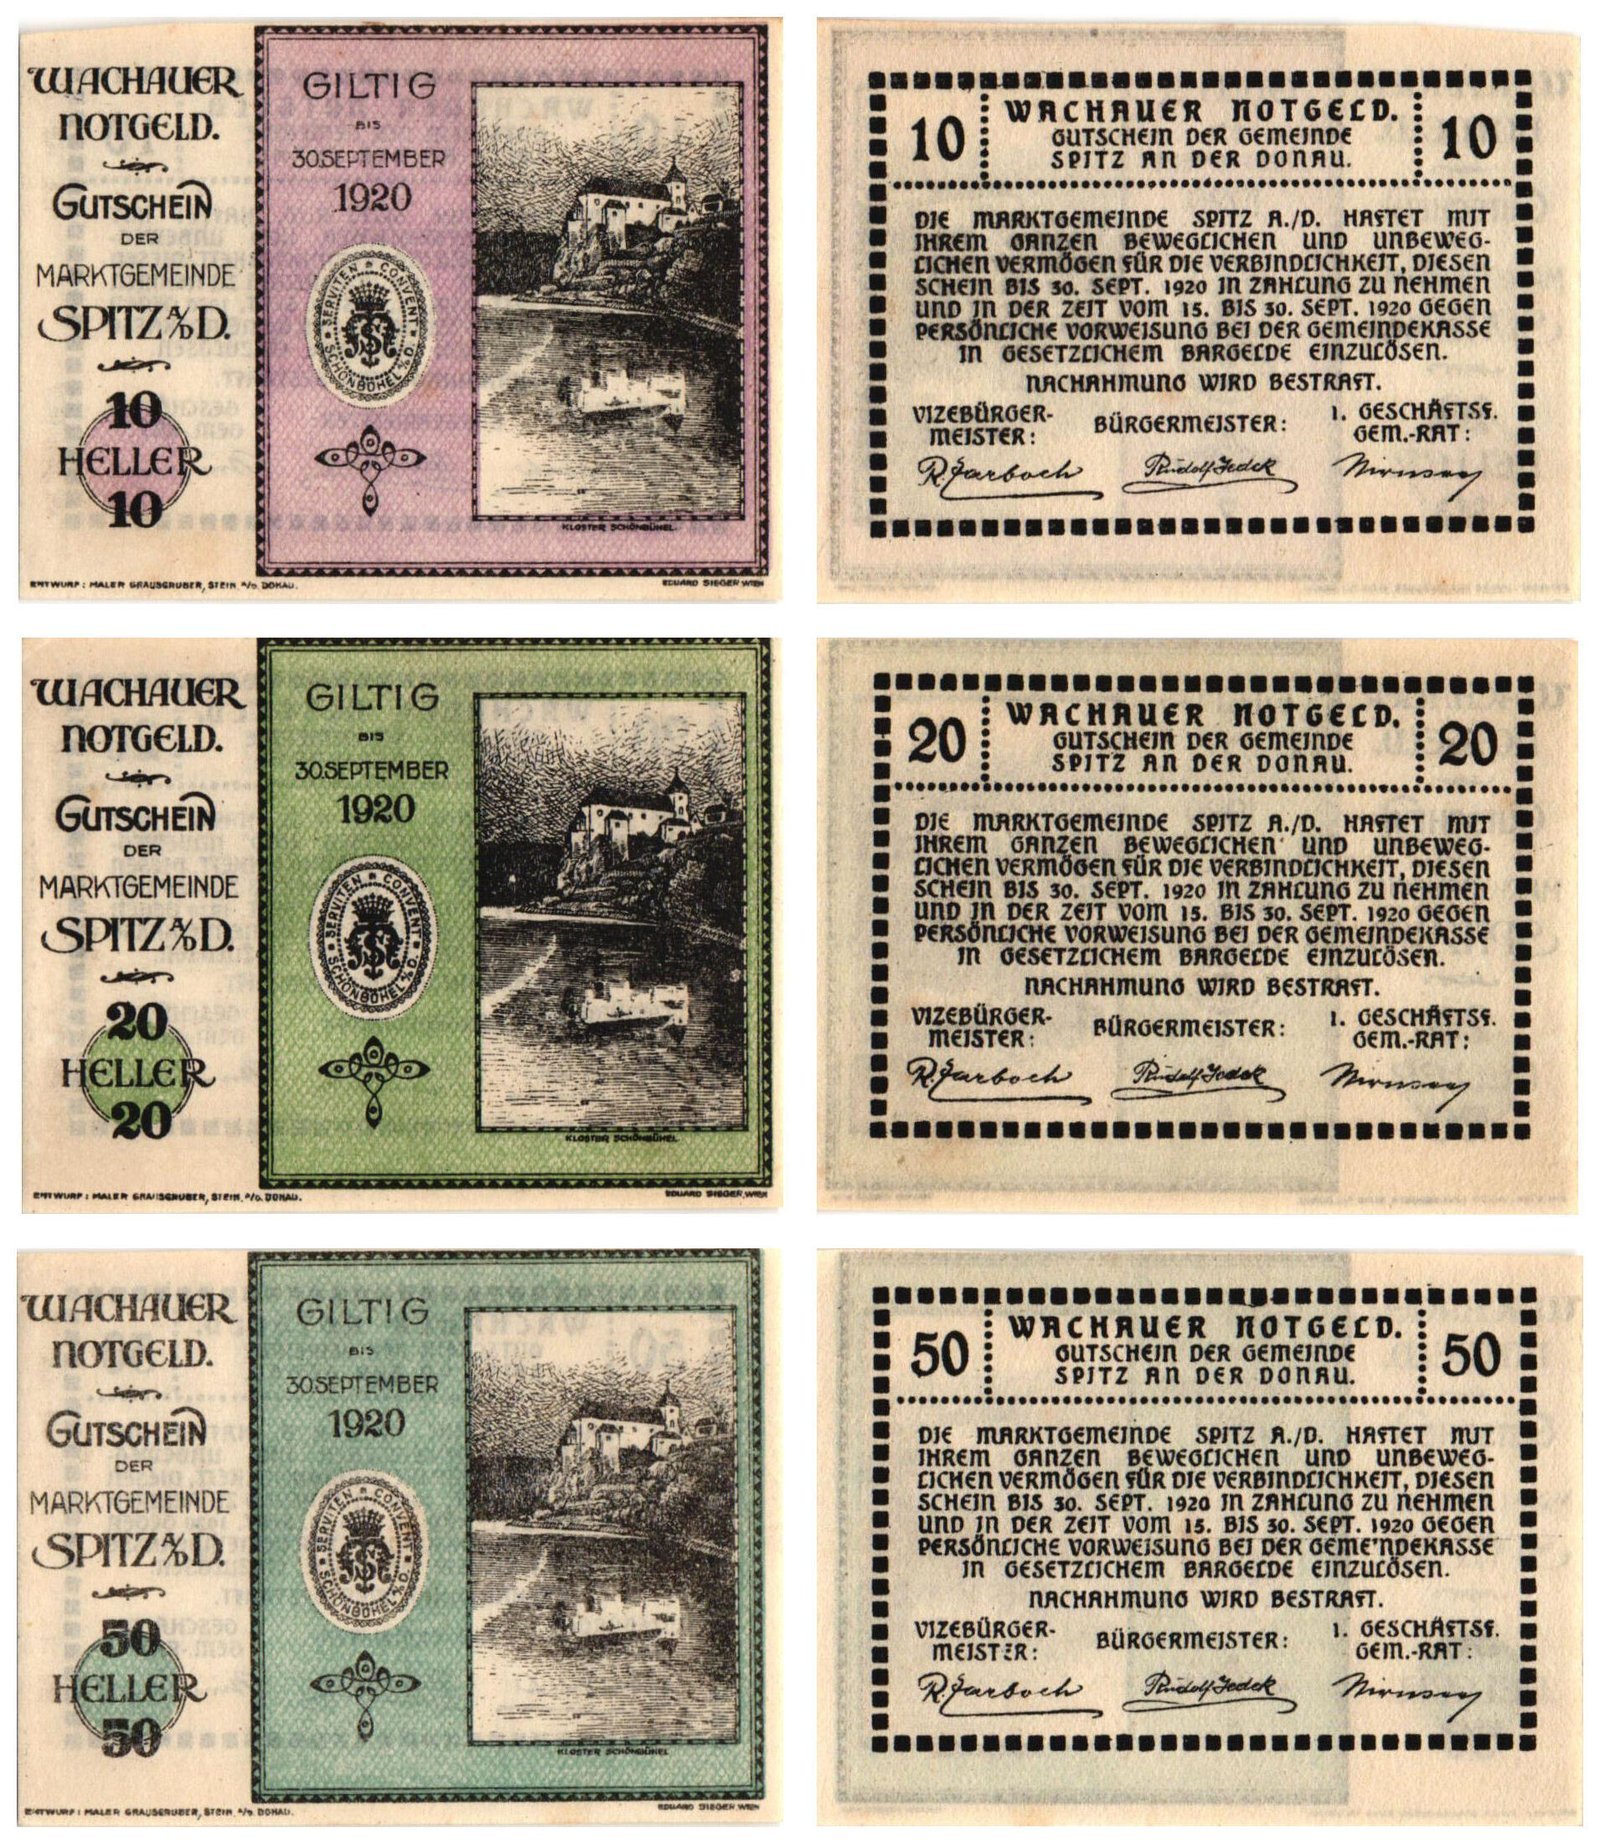 WACHAUER
NOTGELD.
GUTSCHEIN
DER
MARKTGEMEINDE
SPITZ A/D.
10
HELLER
10
GILTIG
BIS
30.SEPTEMBER
1920
SERVITEN CONVENT
SCHÖNBÜHEL A/D.
KLOSTER SCHÖNBÜHEL.
ENTWURF: MALER GRAUSGRUBER, STEIN A/D. DONAU.
EDUARD SIEGER WIEN
10
WACHAUER NOTGELD.
GUTSCHEIN DER GEMEINDE
SPITZ AN DER DONAU.
10
DIE MARKTGEMEINDE SPITZ A./D. HAFTET MIT
IHREM GANZEN BEWEGLICHEN UND UNBEWEG-
LICHEN VERMÖGEN FÜR DIE VERBINDLICHKEIT, DIESEN
SCHEIN BIS 30. SEPT. 1920 IN ZAHLUNG ZU NEHMEN
UND IN DER ZEIT VOM 15. BIS 30. SEPT. 1920 GEGEN
PERSÖNLICHE VORWEISUNG BEI DER GEMEINDEKASSE
IN GESETZLICHEM BARGELDE EINZULÖSEN.
NACHAHMUNG WIRD BESTRAFT.
VIZEBÜRGER-
MEISTER:
BÜRGERMEISTER:
1. GESCHÄFTSF.
GEM.-RAT:
WACHAUER
NOTGELD.
GUTSCHEIN
DER
MARKTGEMEINDE
SPITZ A/D.
20
HELLER
20
GILTIG
BIS
30.SEPTEMBER
1920
SERVITEN CONVENT
SCHÖNBÜHEL A/D.
KLOSTER SCHÖNBÜHEL.
ENTWURF: MALER GRAUSGRUBER, STEIN A/D. DONAU.
EDUARD SIEGER, WIEN
20
WACHAUER NOTGELD.
GUTSCHEIN DER GEMEINDE
SPITZ AN DER DONAU.
20
DIE MARKTGEMEINDE SPITZ A./D. HAFTET MIT
IHREM GANZEN BEWEGLICHEN UND UNBEWEG-
LICHEN VERMÖGEN FÜR DIE VERBINDLICHKEIT, DIESEN
SCHEIN BIS 30. SEPT. 1920 IN ZAHLUNG ZU NEHMEN
UND IN DER ZEIT VOM 15. BIS 30. SEPT. 1920 GEGEN
PERSÖNLICHE VORWEISUNG BEI DER GEMEINDEKASSE
IN GESETZLICHEM BARGELDE EINZULÖSEN.
NACHAHMUNG WIRD BESTRAFT.
VIZEBÜRGER-
MEISTER:
BÜRGERMEISTER:
1. GESCHÄFTSF.
GEM.-RAT:
WACHAUER
NOTGELD.
GUTSCHEIN
DER
MARKTGEMEINDE
SPITZ A/D.
50
HELLER
50
GILTIG
BIS
30.SEPTEMBER
1920
SERVITEN CONVENT
SCHÖNBÜHEL A/D.
KLOSTER SCHÖNBÜHEL
ENTWURF: MALER GRAUSGRUBER, STEIN A/D. DONAU.
EDUARD SIEGER, WIEN
50
WACHAUER NOTGELD.
GUTSCHEIN DER GEMEINDE
SPITZ AN DER DONAU.
50
DIE MARKTGEMEINDE SPITZ A./D. HAFTET MIT
IHREM GANZEN BEWEGLICHEN UND UNBEWEG-
LICHEN VERMÖGEN FÜR DIE VERBINDLICHKEIT, DIESEN
SCHEIN BIS 30. SEPT. 1920 IN ZAHLUNG ZU NEHMEN
UND IN DER ZEIT VOM 15. BIS 30. SEPT. 1920 GEGEN
PERSÖNLICHE VORWEISUNG BEI DER GEMEINDEKASSE
IN GESETZLICHEM BARGELDE EINZULÖSEN.
NACHAHMUNG WIRD BESTRAFT.
VIZEBÜRGER-
MEISTER:
BÜRGERMEISTER:
1. GESCHÄFTSF.
GEM.-RAT: